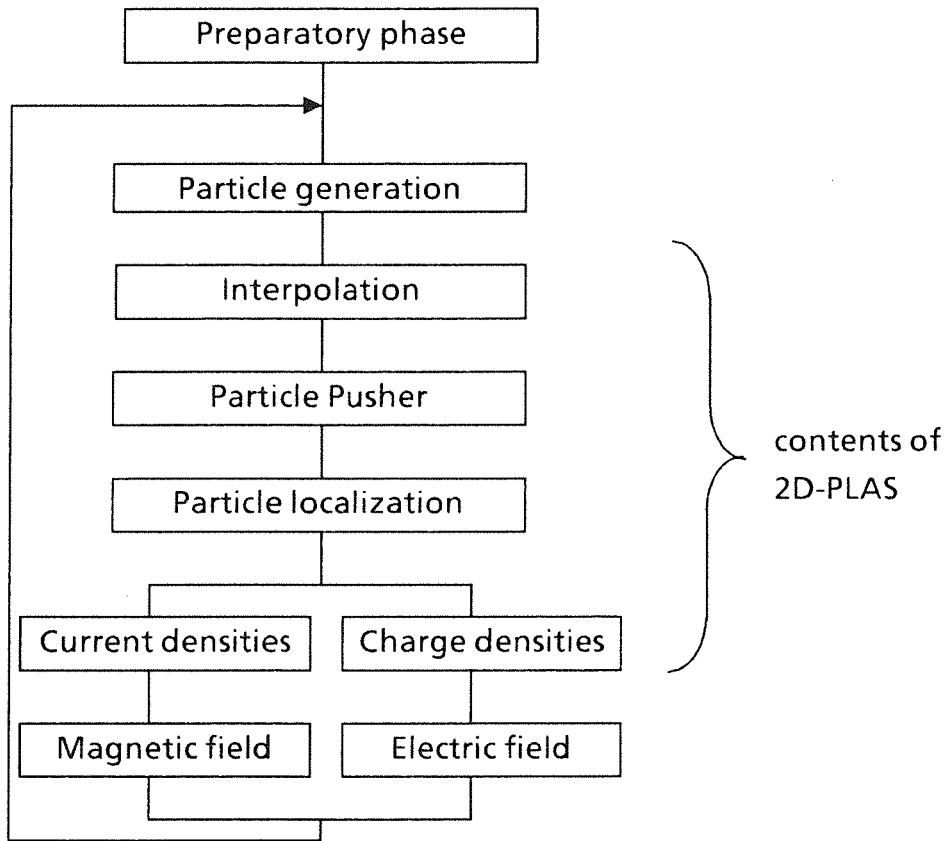 Preparatory phase
Particle generation
Interpolation
Particle Pusher
Particle localization
contents of
2D-PLAS
Current densities
Charge densities
Magnetic field
Electric field